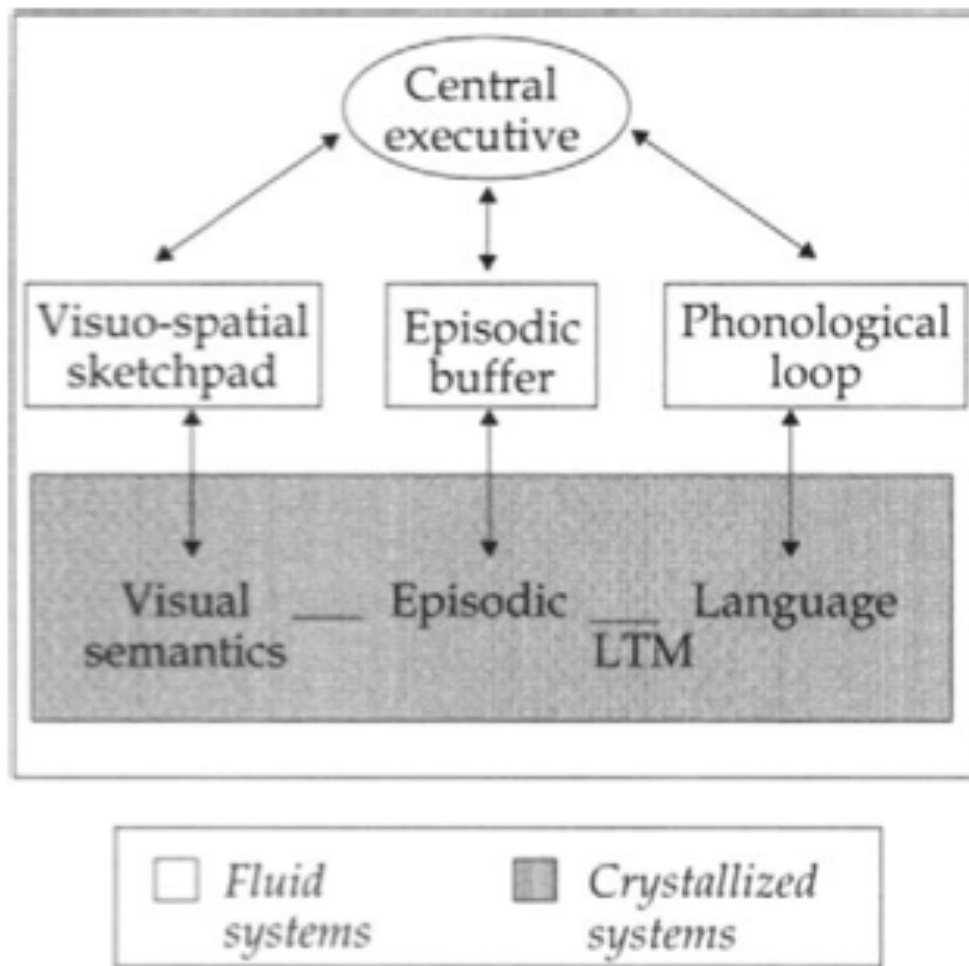 Central
executive
Visuo-spatial
sketchpad
Episodic
buffer
Phonological
loop
Visual
semantics
Episodic
LTM
Language
Fluid
systems
Crystallized
systems